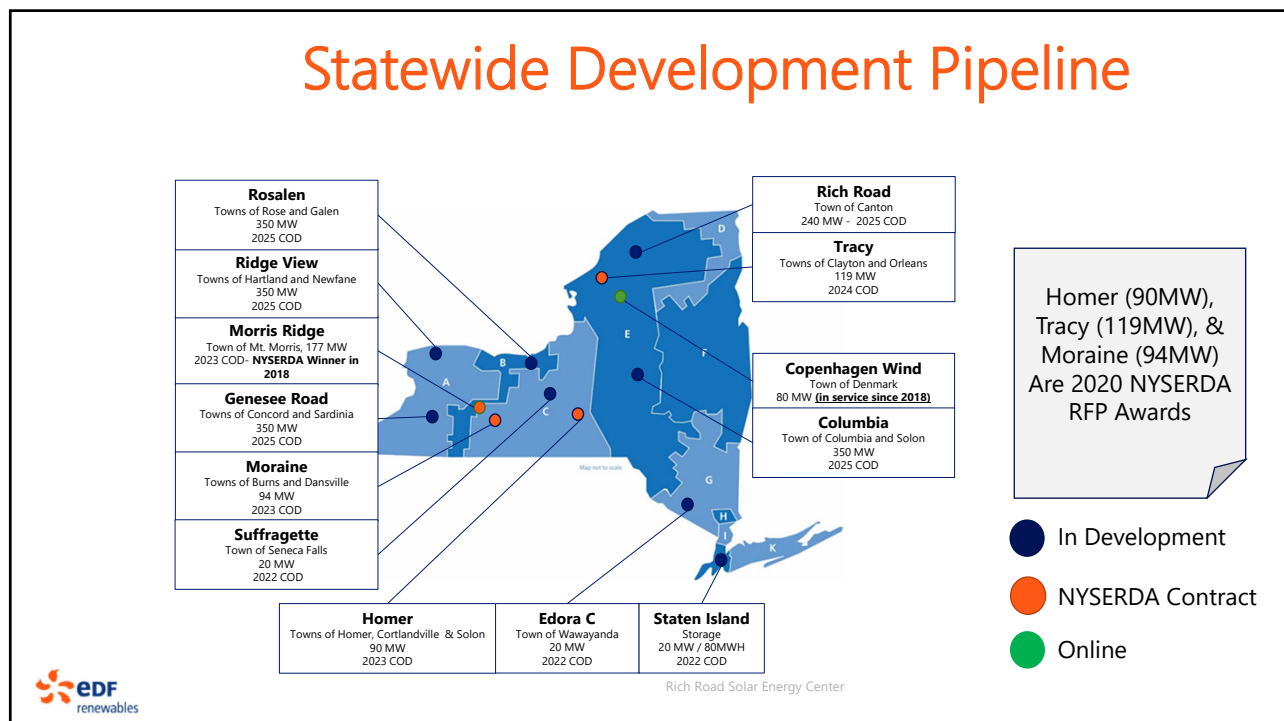 Statewide Development Pipeline
Rosalen
Towns of Rose and Galen
350 MW
2025 COD
Ridge View
Towns of Hartland and Newfane
350 MW
2025 COD
Morris Ridge
Town of Mt. Morris, 177 MW
2023 COD- NYSERDA Winner in
2018
Genesee Road
Towns of Concord and Sardinia
350 MW
2025 COD
Moraine
Towns of Burns and Dansville
94 MW
2023 COD
Suffragette
Town of Seneca Falls
20 MW
2022 COD
Homer
Towns of Homer, Cortlandville & Solon
90 MW
2023 COD
Edora C
Town of Wawayanda
20 MW
2022 COD
Staten Island
Storage
20 MW / 80MWH
2022 COD
A
B
C
D
E
F
G
H
I
K
Map not to scale
Rich Road
Town of Canton
240 MW - 2025 COD
Tracy
Towns of Clayton and Orleans
119 MW
2024 COD
Copenhagen Wind
Town of Denmark
80 MW (in service since 2018)
Columbia
Town of Columbia and Solon
350 MW
2025 COD
Homer (90MW),
Tracy (119MW), &
Moraine (94MW)
Are 2020 NYSERDA
RFP Awards
In Development
NYSERDA Contract
Online
edF
renewables
Rich Road Solar Energy Center